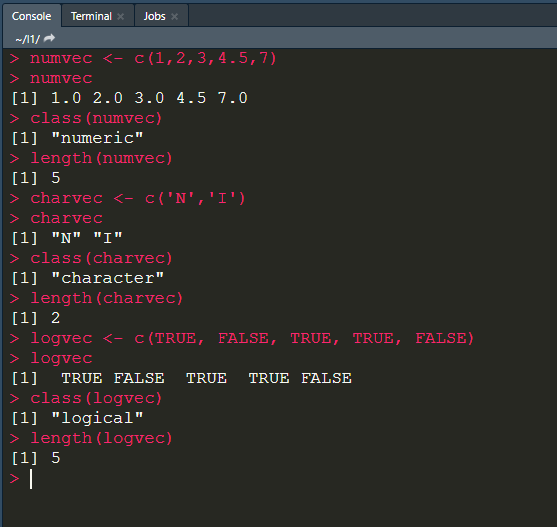 Console Terminal × Jobs ×
~/l1/
> numvec <- c(1,2,3,4.5,7)
> numvec
[1] 1.0 2.0 3.0 4.5 7.0
> class(numvec)
[1] "numeric"
> length(numvec)
[1] 5
> charvec <- c('N','I')
> charvec
[1] "N" "I"
> class(charvec)
[1] "character"
> length(charvec)
[1] 2
> logvec <- c(TRUE, FALSE, TRUE, TRUE, FALSE)
> logvec
[1]  TRUE FALSE  TRUE  TRUE FALSE
> class(logvec)
[1] "logical"
> length(logvec)
[1] 5
>